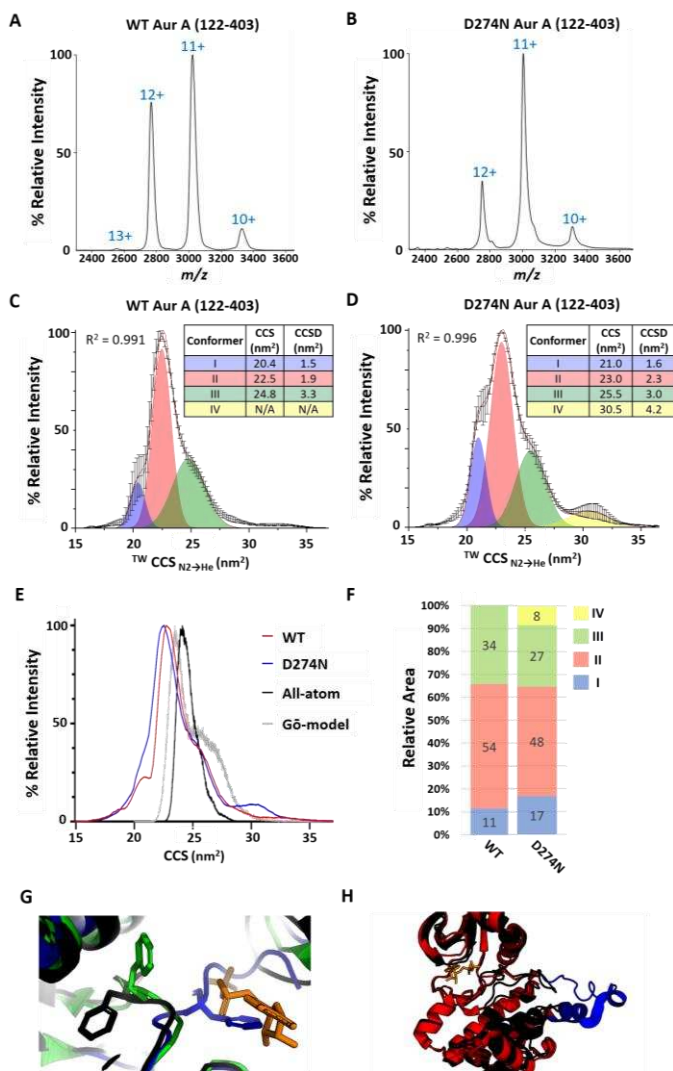 A
WT Aur A (122-403)
% Relative Intensity
100
50
0
13+
12+
11+
10+
2400 2800 3200 3600
m/z
B
D274N Aur A (122-403)
% Relative Intensity
100
50
0
12+
11+
10+
2400 2800 3200 3600
m/z
C
WT Aur A (122-403)
% Relative Intensity
100
50
0
R² = 0.991
Conformer CCS (nm²) CCSD (nm²)
I 20.4 1.5
II 22.5 1.9
III 24.8 3.3
IV N/A N/A
15 20 25 30 35
TW CCS N2→He (nm²)
D
D274N Aur A (122-403)
% Relative Intensity
100
50
0
R² = 0.996
Conformer CCS (nm²) CCSD (nm²)
I 21.0 1.6
II 23.0 2.3
III 25.5 3.0
IV 30.5 4.2
15 20 25 30 35
TW CCS N2→He (nm²)
E
% Relative Intensity
100
50
0
WT
D274N
All-atom
Gō-model
15 20 25 30 35
CCS (nm²)
F
Relative Area
100%
90%
80%
70%
60%
50%
40%
30%
20%
10%
0%
34
54
11
8
27
48
17
WT
D274N
IV
III
II
I
G
H